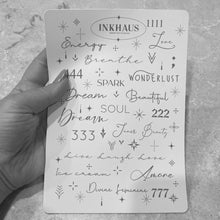 INKHAUS
1111
Energy
Love
Breathe
444
SPARK
WONDERLUST
Dream
Beautiful
SOUL
222
Dream
333
Inner Beauty
live laugh love
ice cream
Amore
Divine feminine
777